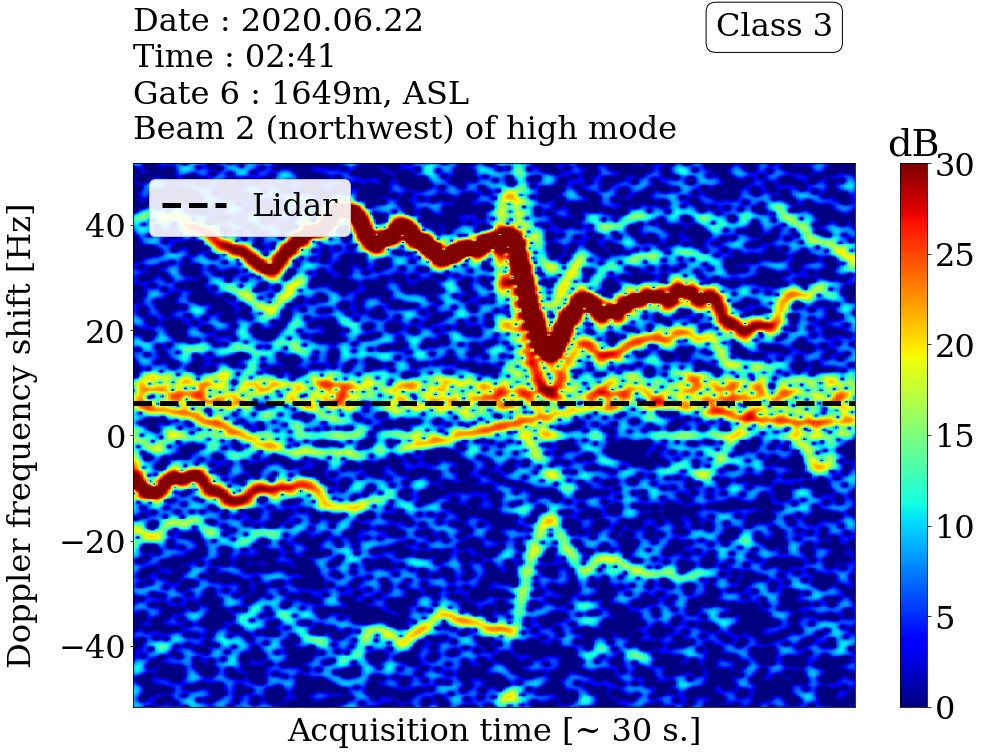 Date : 2020.06.22
Time : 02:41
Gate 6 : 1649m, ASL
Beam 2 (northwest) of high mode
Class 3
dB
Lidar
Doppler frequency shift [Hz]
40
20
0
−20
−40
Acquisition time [~ 30 s.]
30
25
20
15
10
5
0